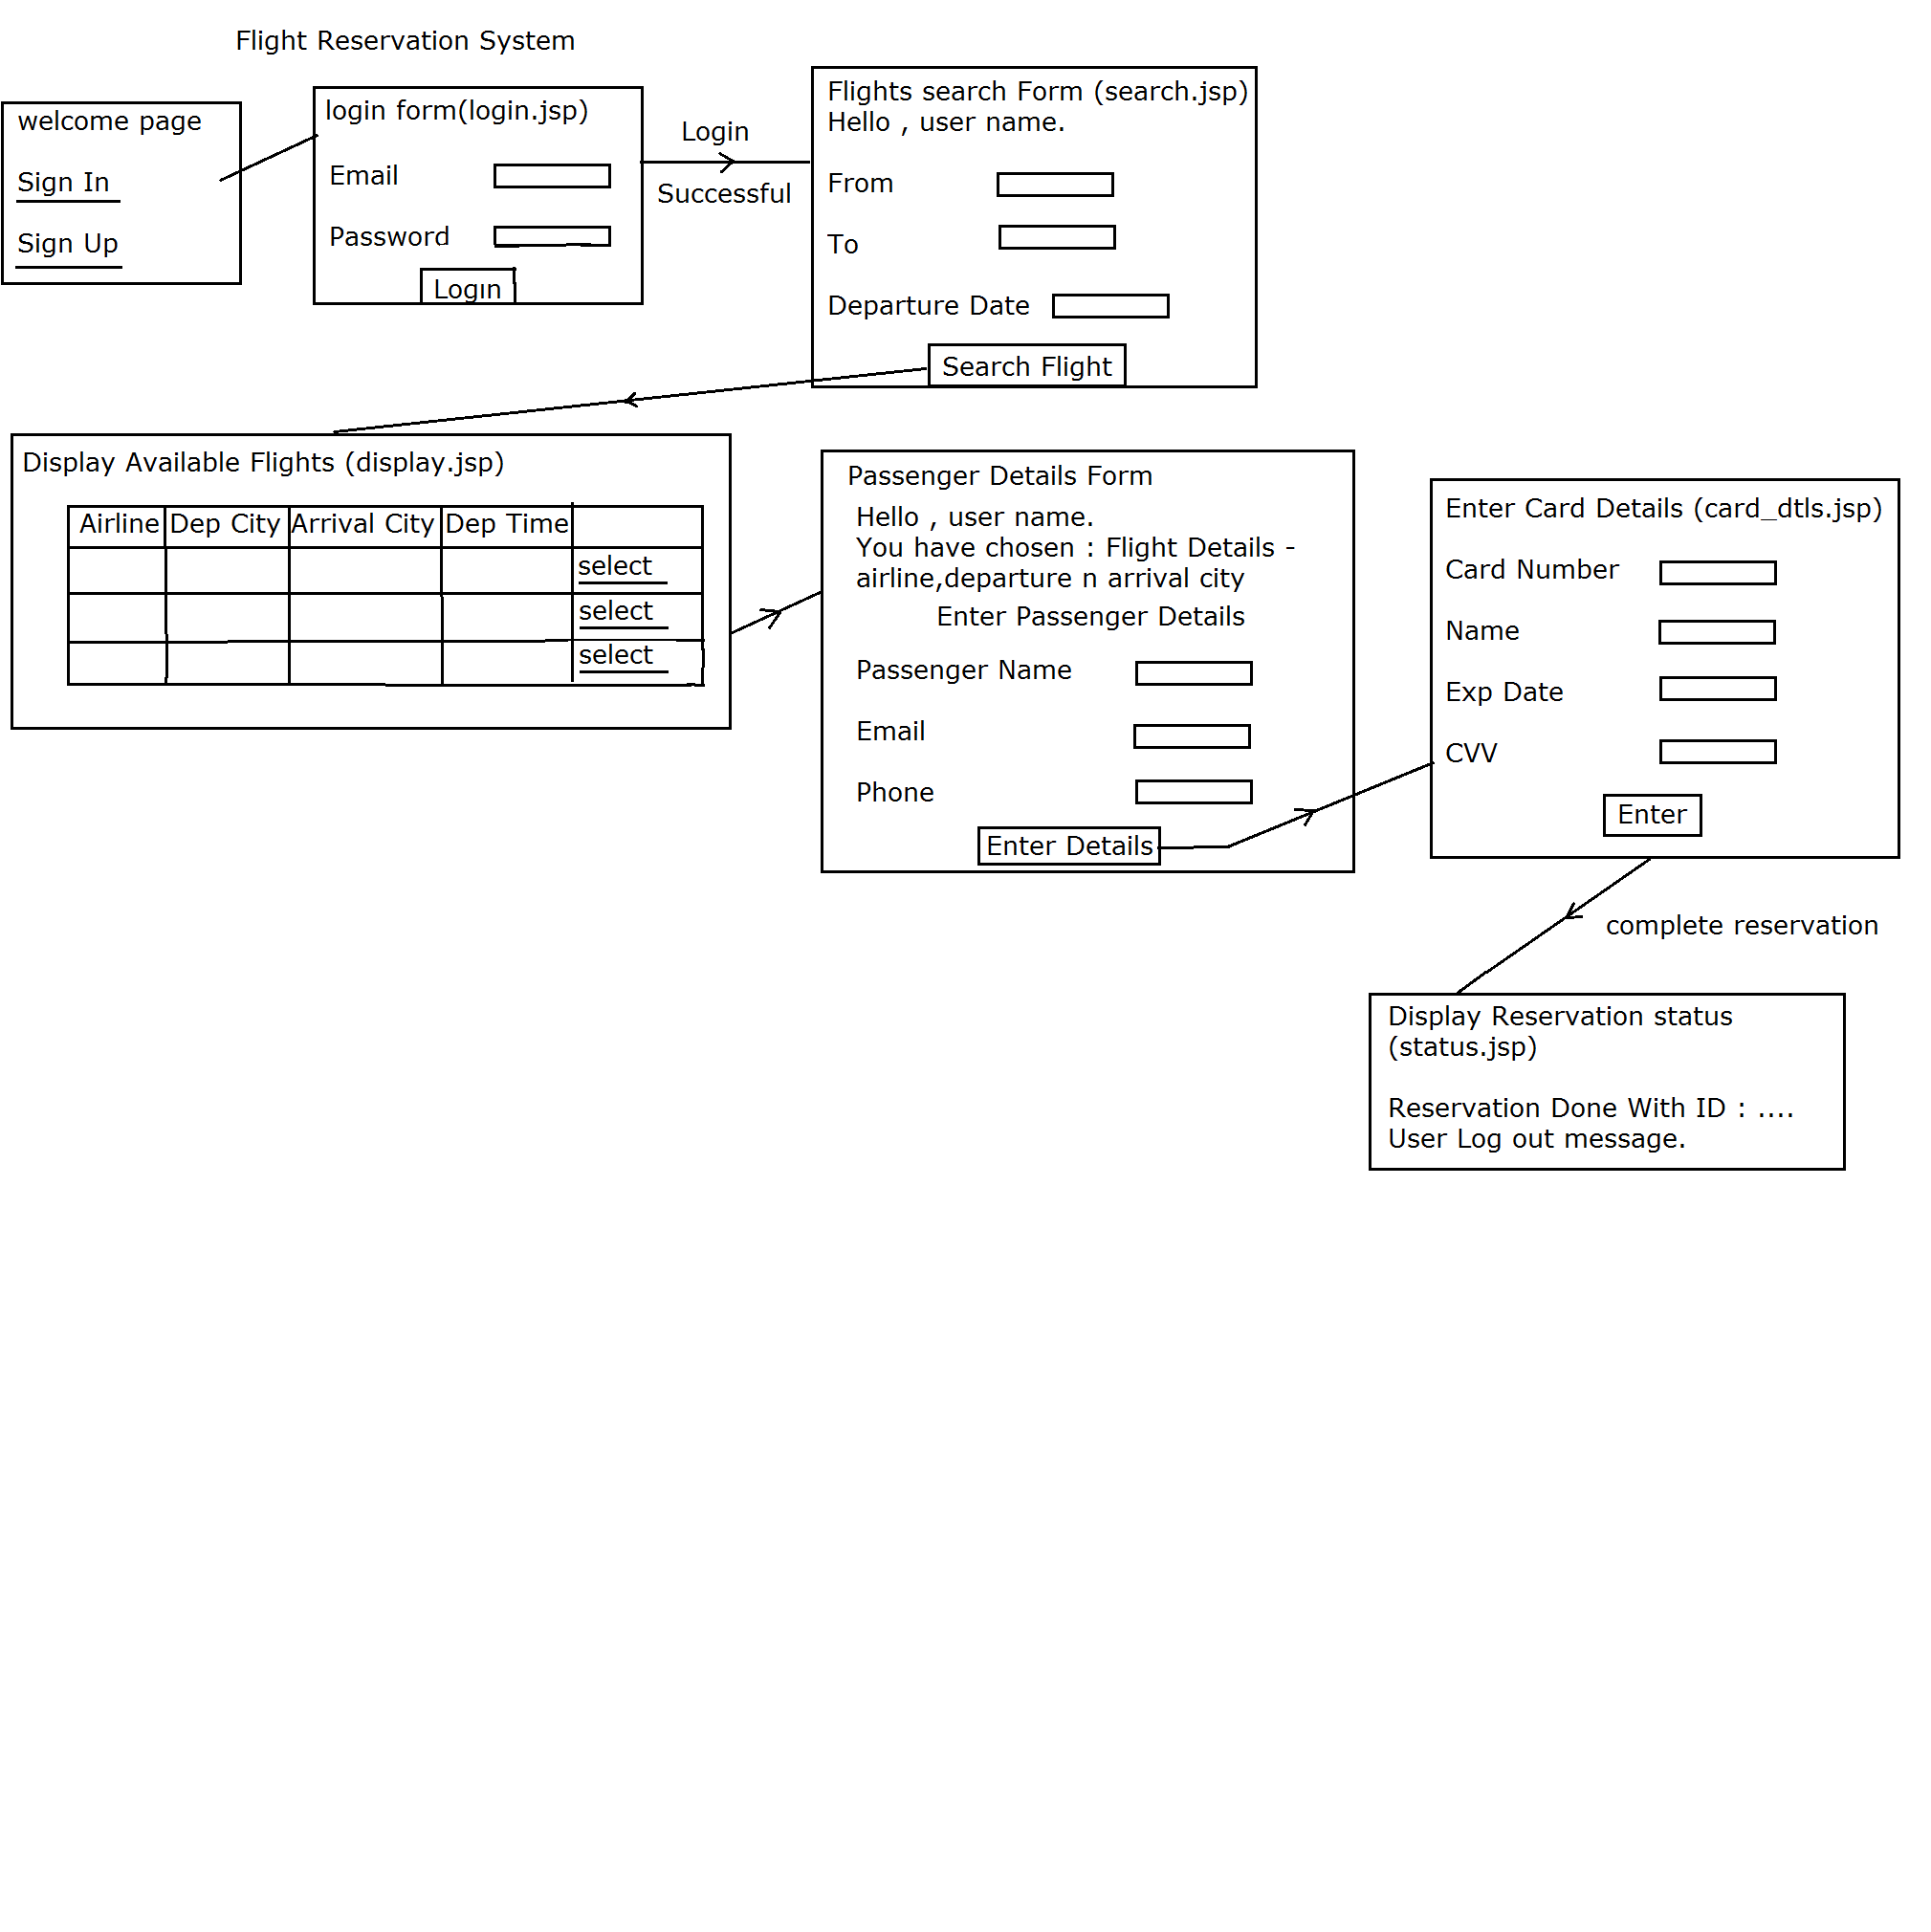 Flight Reservation System
welcome page
Sign In
Sign Up
login form(login.jsp)
Email
Password
Login
Login
Successful
Flights search Form (search.jsp)
Hello , user name.
From
To
Departure Date
Search Flight
Display Available Flights (display.jsp)
Airline Dep City Arrival City Dep Time
select
select
select
Passenger Details Form
Hello , user name.
You have chosen : Flight Details -
airline,departure n arrival city
Enter Passenger Details
Passenger Name
Email
Phone
Enter Details
Enter Card Details (card_dtls.jsp)
Card Number
Name
Exp Date
CVV
Enter
complete reservation
Display Reservation status
(status.jsp)
Reservation Done With ID : ....
User Log out message.